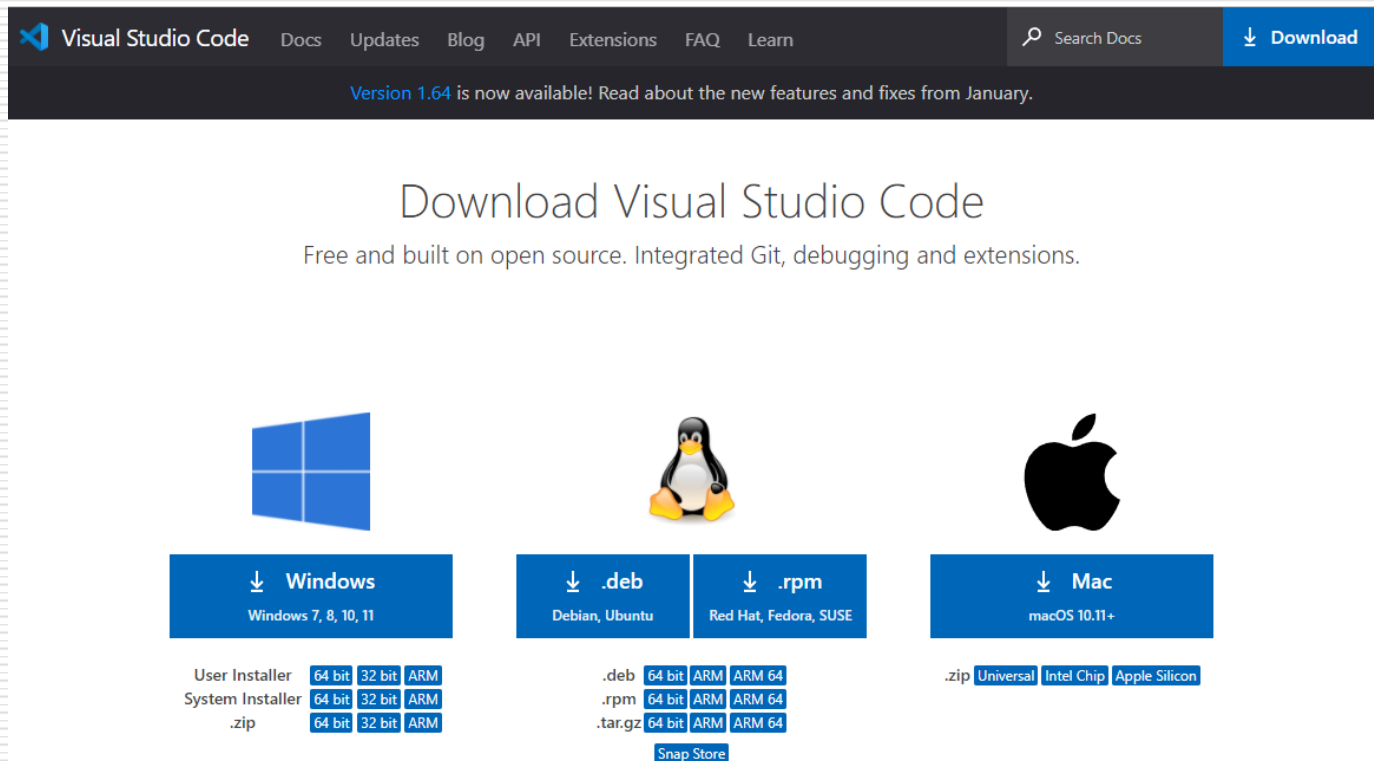 Visual Studio Code Docs Updates Blog API Extensions FAQ Learn Search Docs Download
Version 1.64 is now available! Read about the new features and fixes from January.
Download Visual Studio Code
Free and built on open source. Integrated Git, debugging and extensions.
Windows
Windows 7, 8, 10, 11
User Installer 64 bit 32 bit ARM
System Installer 64 bit 32 bit ARM
.zip 64 bit 32 bit ARM
.deb
Debian, Ubuntu
.rpm
Red Hat, Fedora, SUSE
.deb 64 bit ARM ARM 64
.rpm 64 bit ARM ARM 64
.tar.gz 64 bit ARM ARM 64
Snap Store
Mac
macOS 10.11+
.zip Universal Intel Chip Apple Silicon